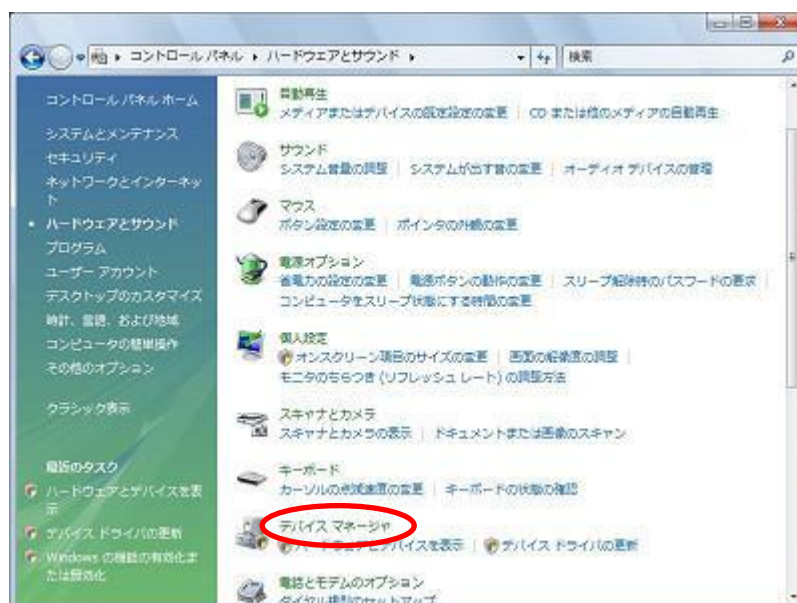 コントロール パネル ▸ ハードウェアとサウンド ▸
検索
コントロール パネル ホーム
システムとメンテナンス
セキュリティ
ネットワークとインターネッ
ト
• ハードウェアとサウンド
プログラム
ユーザー アカウント
デスクトップのカスタマイズ
時計、言語、および地域
コンピュータの簡単操作
その他のオプション
クラシック表示
最近のタスク
ハードウェアとデバイスを表
示
デバイス ドライバの更新
Windows の機能の有効化ま
たは無効化
自動再生
メディアまたはデバイスの既定設定の変更 | CD または他のメディアの自動再生
サウンド
システム音量の調整 | システムが出す音の変更 | オーディオ デバイスの管理
マウス
ボタン設定の変更 | ポインタの外観の変更
電源オプション
省電力の設定の変更 | 電源ボタンの動作の変更 | スリープ解除時のパスワードの要求 |
コンピュータをスリープ状態にする時間の変更
個人設定
オンスクリーン項目のサイズの変更 | 画面の解像度の調整 |
モニタのちらつき (リフレッシュ レート) の調整方法
スキャナとカメラ
スキャナとカメラの表示 | ドキュメントまたは画像のスキャン
キーボード
カーソルの点滅速度の変更 | キーボードの状態の確認
デバイス マネージャ
ハードウェアとデバイスを表示 | デバイス ドライバの更新
電話とモデムのオプション
ダイヤル情報のセットアップ